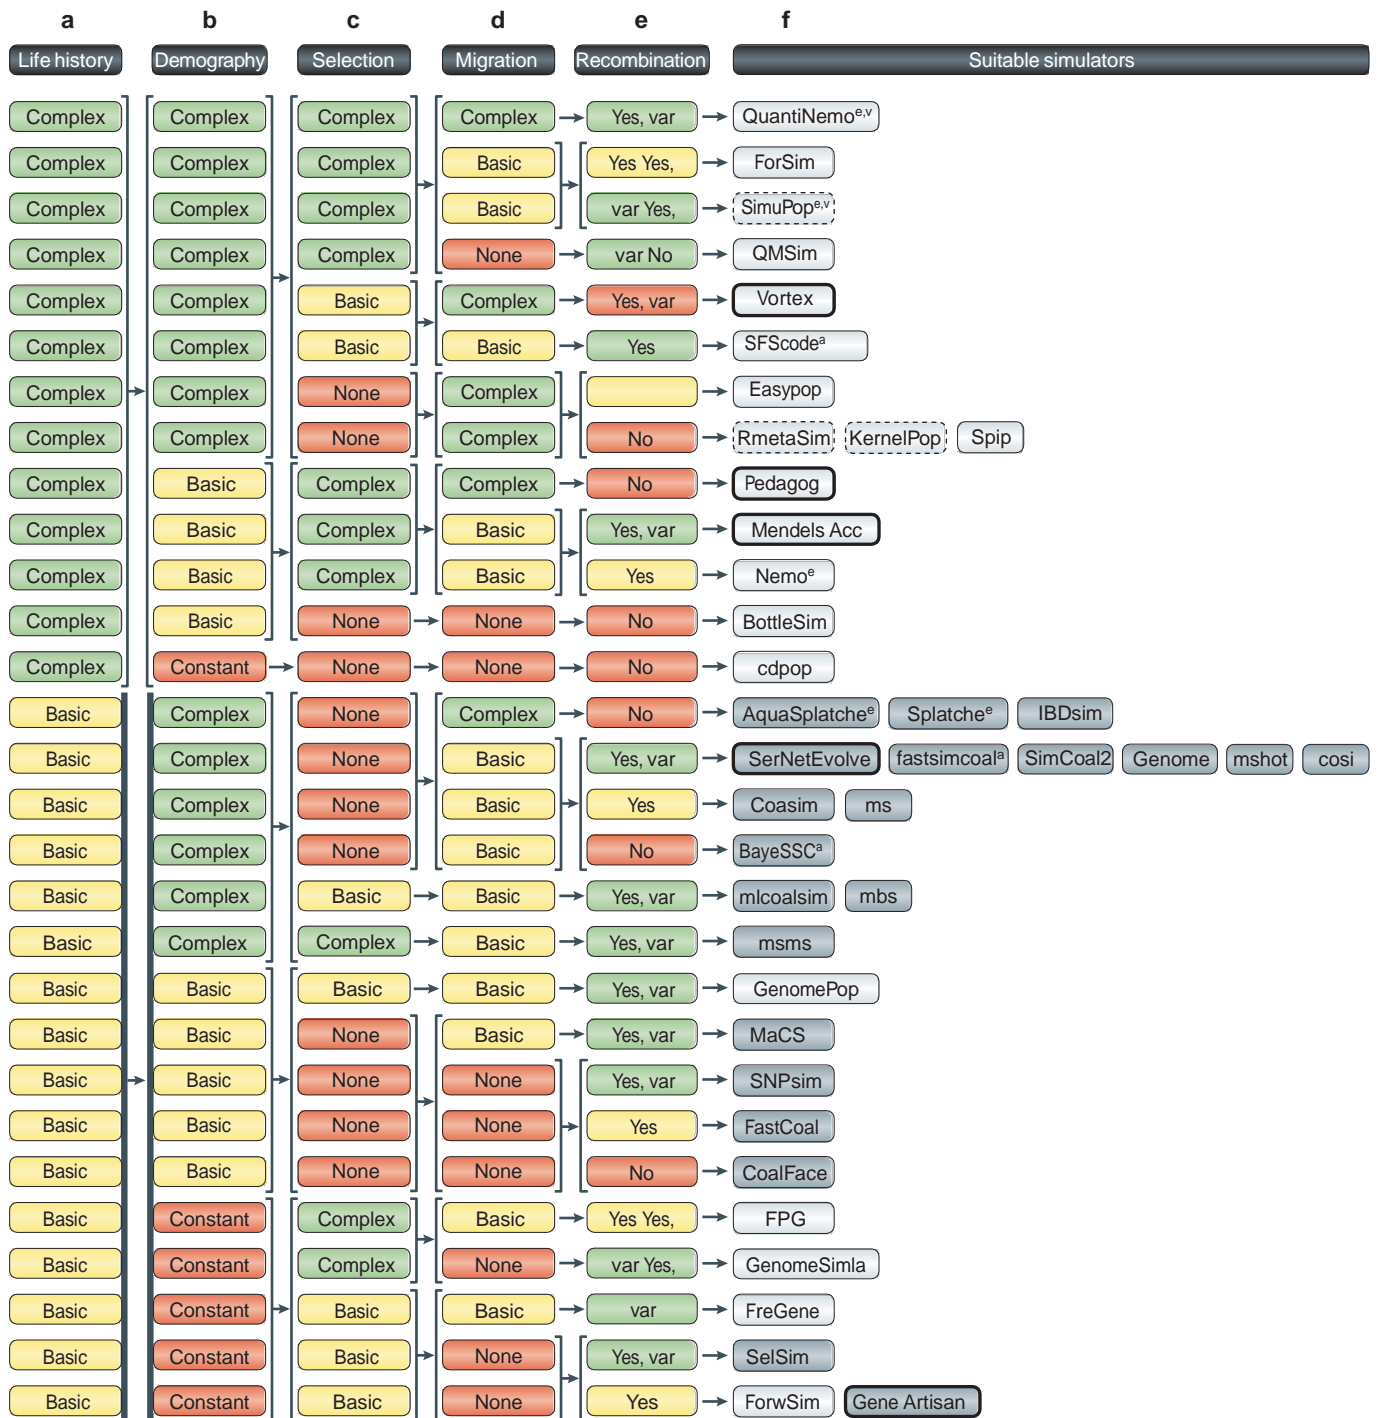 a b c d e f
Life history Demography Selection Migration Recombination Suitable simulators
Complex Complex Complex Complex Yes, var QuantiNemo e,v
Complex Complex Complex Basic Yes Yes, ForSim
Complex Complex Complex Basic var Yes, SimuPop e,v
Complex Complex Complex None var No QMSim
Complex Complex Basic Complex Yes, var Vortex
Complex Complex Basic Basic Yes SFScode a
Complex Complex None Complex Easypop
Complex Complex None Complex No RmetaSim KernelPop Spip
Complex Basic Complex Complex No Pedagog
Complex Basic Complex Basic Yes, var Mendels Acc
Complex Basic Complex Basic Yes Nemo e
Complex Basic None None No BottleSim
Complex Constant None None No cdpop
Basic Complex None Complex No AquaSplatche e Splatche e IBDsim
Basic Complex None Basic Yes, var SerNetEvolve fastsimcoal a SimCoal2 Genome mshot cosi
Basic Complex None Basic Yes Coasim ms
Basic Complex None Basic No BayeSSC a
Basic Complex Basic Basic Yes, var mlcoalsim mbs
Basic Complex Complex Basic Yes, var msms
Basic Basic Basic Basic Yes, var GenomePop
Basic Basic None Basic Yes, var MaCS
Basic Basic None None Yes, var SNPsim
Basic Basic None None Yes FastCoal
Basic Basic None None No CoalFace
Basic Constant Complex Basic Yes Yes, FPG
Basic Constant Complex None var Yes, GenomeSimla
Basic Constant Basic Basic var FreGene
Basic Constant Basic None Yes, var SelSim
Basic Constant Basic None Yes ForwSim Gene Artisan